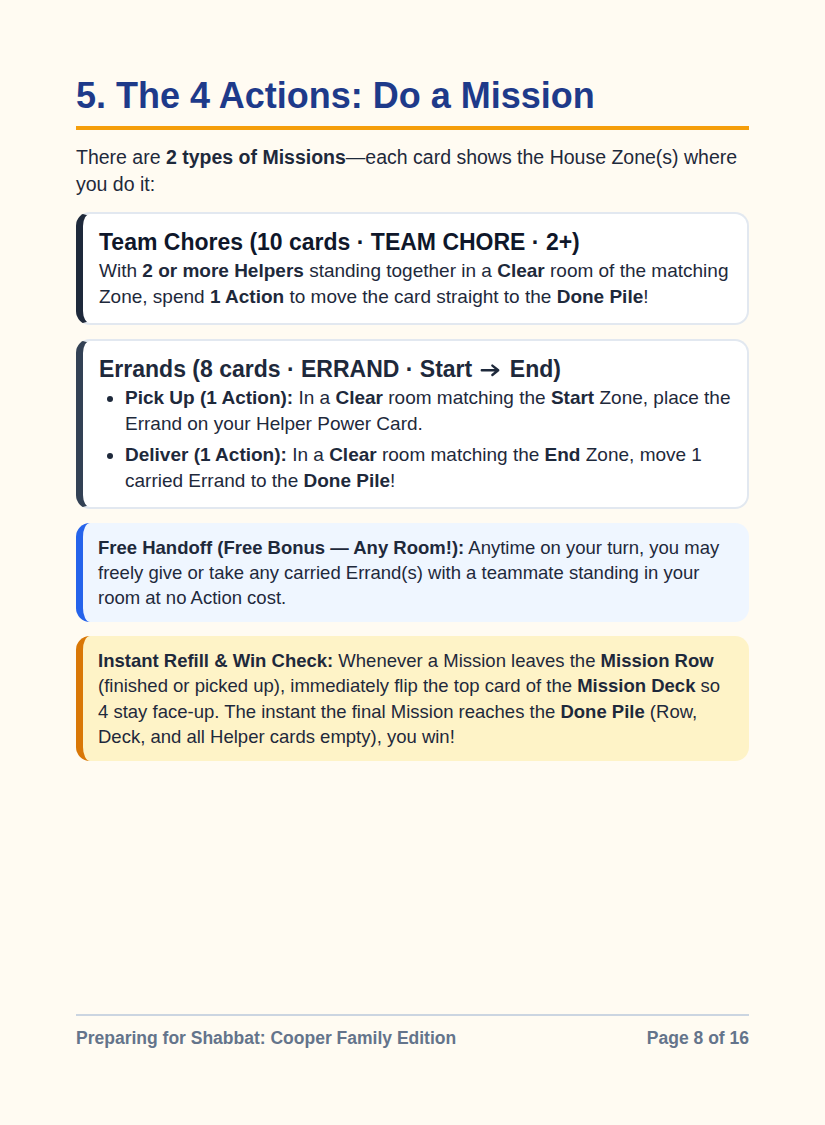 5. The 4 Actions: Do a Mission
There are 2 types of Missions—each card shows the House Zone(s) where
you do it:
Team Chores (10 cards · TEAM CHORE · 2+)
With 2 or more Helpers standing together in a Clear room of the matching
Zone, spend 1 Action to move the card straight to the Done Pile!
Errands (8 cards · ERRAND · Start → End)
• Pick Up (1 Action): In a Clear room matching the Start Zone, place the
Errand on your Helper Power Card.
• Deliver (1 Action): In a Clear room matching the End Zone, move 1
carried Errand to the Done Pile!
Free Handoff (Free Bonus — Any Room!): Anytime on your turn, you may
freely give or take any carried Errand(s) with a teammate standing in your
room at no Action cost.
Instant Refill & Win Check: Whenever a Mission leaves the Mission Row
(finished or picked up), immediately flip the top card of the Mission Deck so
4 stay face-up. The instant the final Mission reaches the Done Pile (Row,
Deck, and all Helper cards empty), you win!
Preparing for Shabbat: Cooper Family Edition
Page 8 of 16